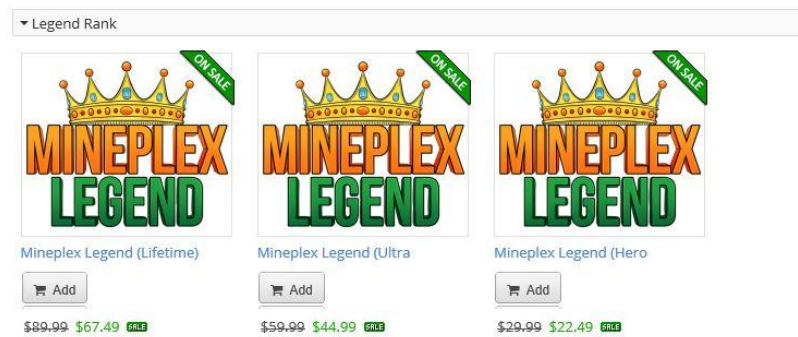 Legend Rank
ON SALE
ON SALE
ON SALE
MINEPLEX
LEGEND
MINEPLEX
LEGEND
MINEPLEX
LEGEND
Mineplex Legend (Lifetime)
Mineplex Legend (Ultra
Mineplex Legend (Hero
Add
Add
Add
$89.99 $67.49 SALE
$59.99 $44.99 SALE
$29.99 $22.49 SALE